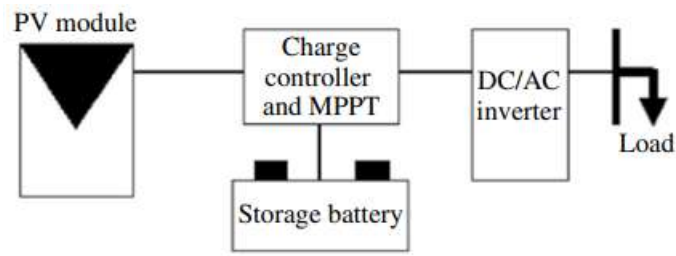 PV module
Charge
controller
and MPPT
DC/AC
inverter
Load
Storage battery